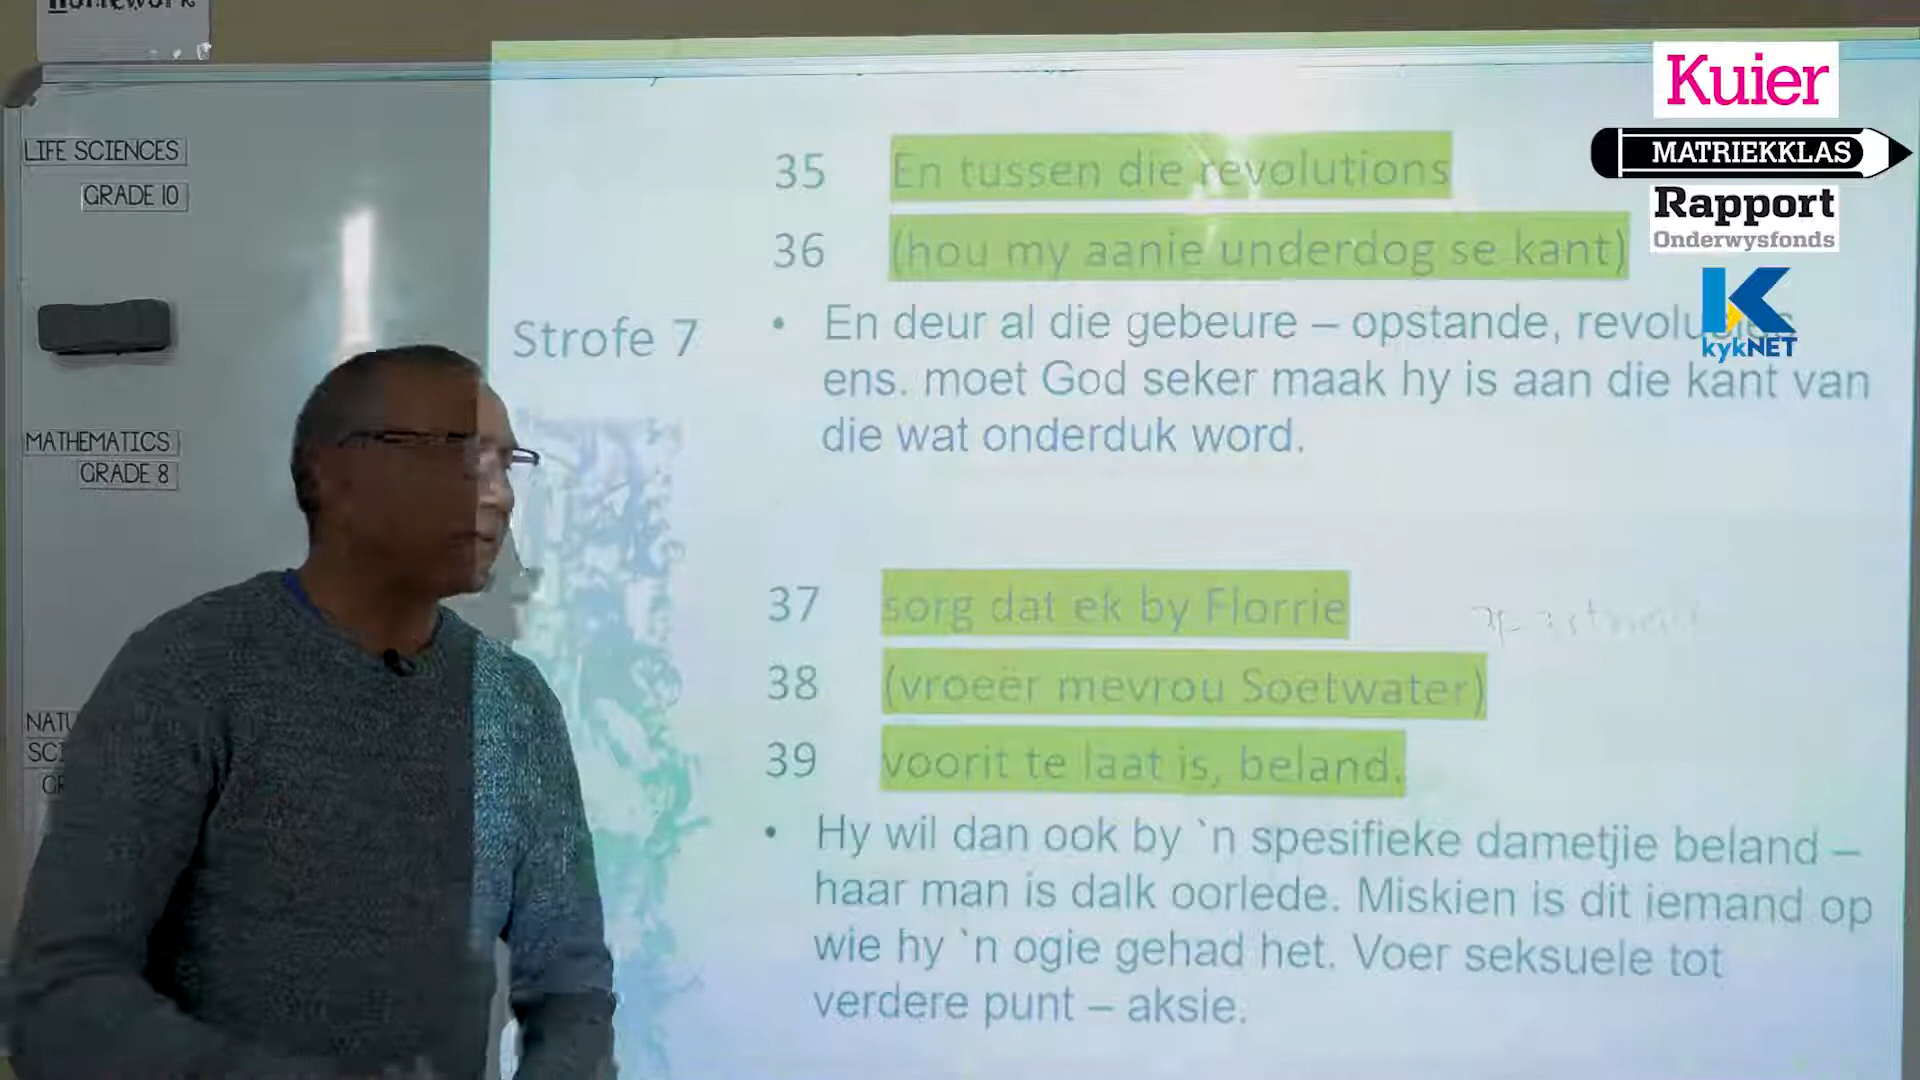 Homework
LIFE SCIENCES
GRADE 10
MATHEMATICS
GRADE 8
NATU
SCI
GR
Strofe 7
35 En tussen die revolutions
36 (hou my aanie underdog se kant)
• En deur al die gebeure – opstande, revolusies
ens. moet God seker maak hy is aan die kant van
die wat onderduk word.
37 sorg dat ek by Florrie
38 (vroeër mevrou Soetwater)
39 voorit te laat is, beland.
• Hy wil dan ook by `n spesifieke dametjie beland –
haar man is dalk oorlede. Miskien is dit iemand op
wie hy `n ogie gehad het. Voer seksuele tot
verdere punt – aksie.
Kuier
MATRIEKKLAS
Rapport
Onderwysfonds
kykNET